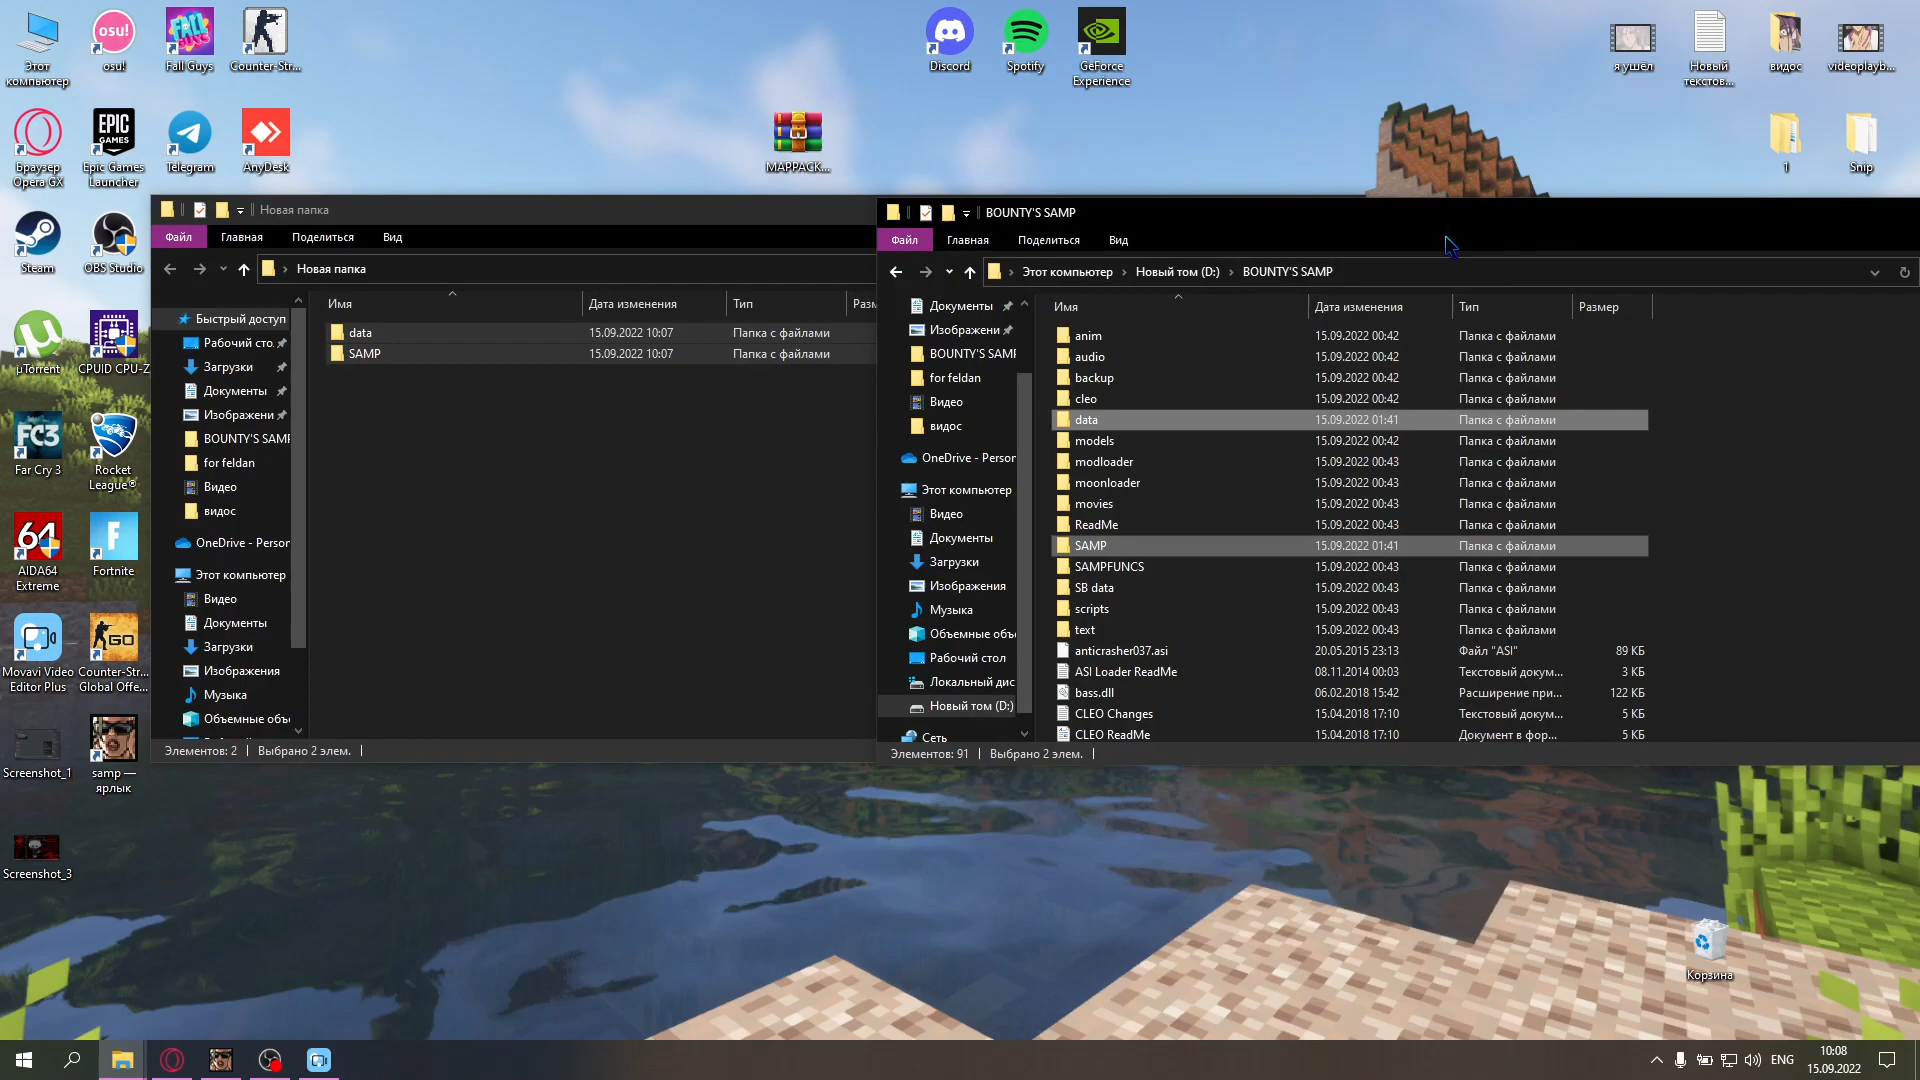 Этот компьютер
osu!
Fall Guys
Counter-Str...
Discord
Spotify
GeForce Experience
я ушёл
Новый текстов...
видос
videoplayb...
Браузер Opera GX
Epic Games Launcher
Telegram
AnyDesk
MAPPACK...
1
Snip
Steam
OBS Studio
µTorrent
CPUID CPU-Z
Far Cry 3
Rocket League®
AIDA64 Extreme
Fortnite
Movavi Video Editor Plus
Counter-Str... Global Offe...
Screenshot_1
samp — ярлык
Screenshot_3
Корзина
Новая папка
Файл Главная Поделиться Вид
Новая папка
Имя Дата изменения Тип Разм
data 15.09.2022 10:07 Папка с файлами
SAMP 15.09.2022 10:07 Папка с файлами
Быстрый доступ
Рабочий сто
Загрузки
Документы
Изображени
BOUNTY'S SAMP
for feldan
Видео
видос
OneDrive - Person
Этот компьютер
Видео
Документы
Загрузки
Изображения
Музыка
Объемные объ
Элементов: 2 Выбрано 2 элем.
BOUNTY'S SAMP
Файл Главная Поделиться Вид
Этот компьютер › Новый том (D:) › BOUNTY'S SAMP
Документы
Изображени
BOUNTY'S SAMP
for feldan
Видео
видос
OneDrive - Person
Этот компьютер
Видео
Документы
Загрузки
Изображения
Музыка
Объемные объ
Рабочий стол
Локальный дис
Новый том (D:)
Сеть
Имя Дата изменения Тип Размер
anim 15.09.2022 00:42 Папка с файлами
audio 15.09.2022 00:42 Папка с файлами
backup 15.09.2022 00:42 Папка с файлами
cleo 15.09.2022 00:42 Папка с файлами
data 15.09.2022 01:41 Папка с файлами
models 15.09.2022 00:42 Папка с файлами
modloader 15.09.2022 00:43 Папка с файлами
moonloader 15.09.2022 00:43 Папка с файлами
movies 15.09.2022 00:43 Папка с файлами
ReadMe 15.09.2022 00:43 Папка с файлами
SAMP 15.09.2022 01:41 Папка с файлами
SAMPFUNCS 15.09.2022 00:43 Папка с файлами
SB data 15.09.2022 00:43 Папка с файлами
scripts 15.09.2022 00:43 Папка с файлами
text 15.09.2022 00:43 Папка с файлами
anticrasher037.asi 20.05.2015 23:13 Файл "ASI" 89 КБ
ASI Loader ReadMe 08.11.2014 00:03 Текстовый докум... 3 КБ
bass.dll 06.02.2018 15:42 Расширение при... 122 КБ
CLEO Changes 15.04.2018 17:10 Текстовый докум... 5 КБ
CLEO ReadMe 15.04.2018 17:10 Документ в фор... 5 КБ
Элементов: 91 Выбрано 2 элем.
ENG
10:08
15.09.2022